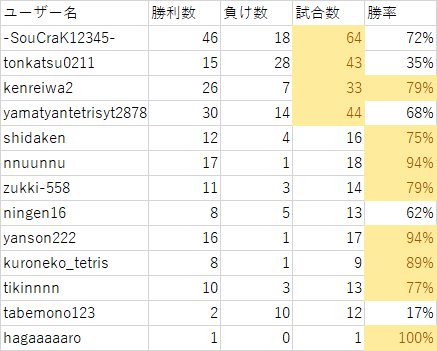 ユーザー名 勝利数 負け数 試合数 勝率
-SouCraK12345- 46 18 64 72%
tonkatsu0211 15 28 43 35%
kenreiwa2 26 7 33 79%
yamatyantetrisyt2878 30 14 44 68%
shidaken 12 4 16 75%
nnuunnu 17 1 18 94%
zukki-558 11 3 14 79%
ningen16 8 5 13 62%
yanson222 16 1 17 94%
kuroneko_tetris 8 1 9 89%
tikinnnn 10 3 13 77%
tabemono123 2 10 12 17%
hagaaaaro 1 0 1 100%